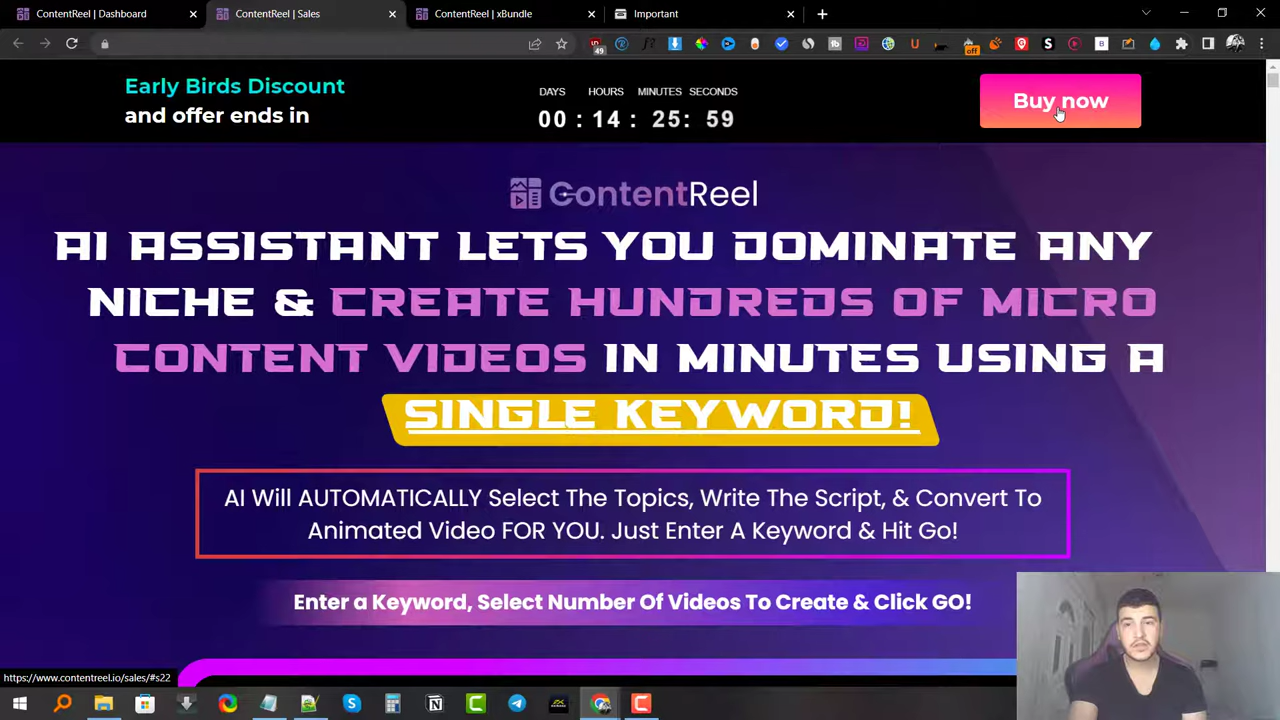 ContentReel | Dashboard
ContentReel | Sales
ContentReel | xBundle
Important
49
off
Early Birds Discount
and offer ends in
DAYS HOURS MINUTES SECONDS
00 : 14 : 25: 59
Buy now
ContentReel
AI ASSISTANT LETS YOU DOMINATE ANY
NICHE & CREATE HUNDREDS OF MICRO
CONTENT VIDEOS IN MINUTES USING A
SINGLE KEYWORD!
AI Will AUTOMATICALLY Select The Topics, Write The Script, & Convert To
Animated Video FOR YOU. Just Enter A Keyword & Hit Go!
Enter a Keyword, Select Number Of Videos To Create & Click GO!
https://www.contentreel.io/sales/#s22